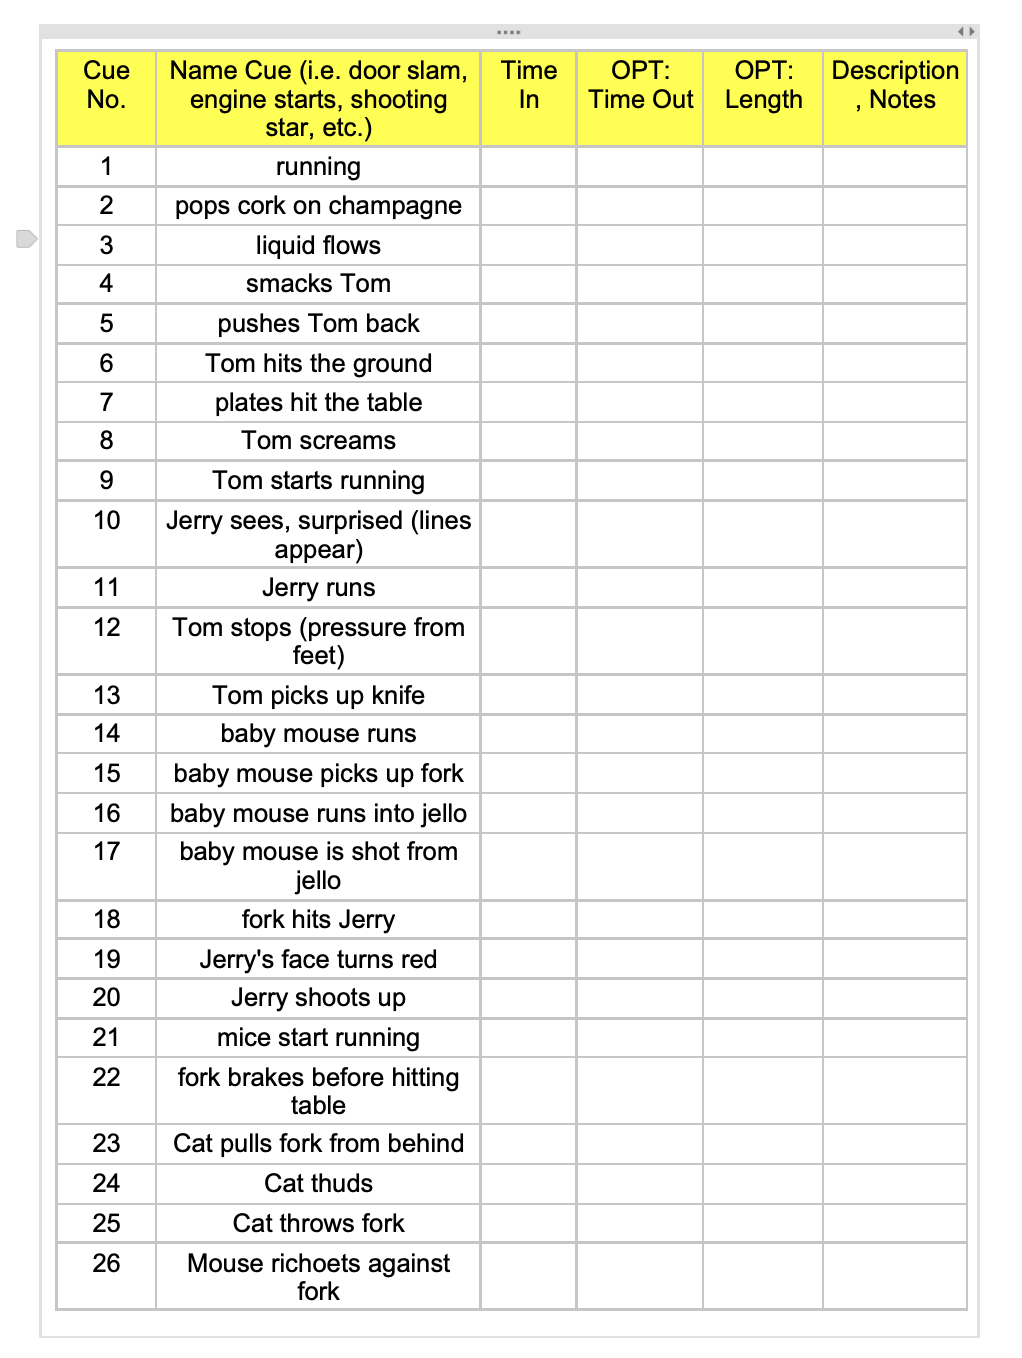 Cue No.
Name Cue (i.e. door slam, engine starts, shooting star, etc.)
Time In
OPT: Time Out
OPT: Length
Description , Notes
1 running
2 pops cork on champagne
3 liquid flows
4 smacks Tom
5 pushes Tom back
6 Tom hits the ground
7 plates hit the table
8 Tom screams
9 Tom starts running
10 Jerry sees, surprised (lines
appear)
11 Jerry runs
12 Tom stops (pressure from
feet)
13 Tom picks up knife
14 baby mouse runs
15 baby mouse picks up fork
16 baby mouse runs into jello
17 baby mouse is shot from
jello
18 fork hits Jerry
19 Jerry's face turns red
20 Jerry shoots up
21 mice start running
22 fork brakes before hitting
table
23 Cat pulls fork from behind
24 Cat thuds
25 Cat throws fork
26 Mouse richoets against
fork